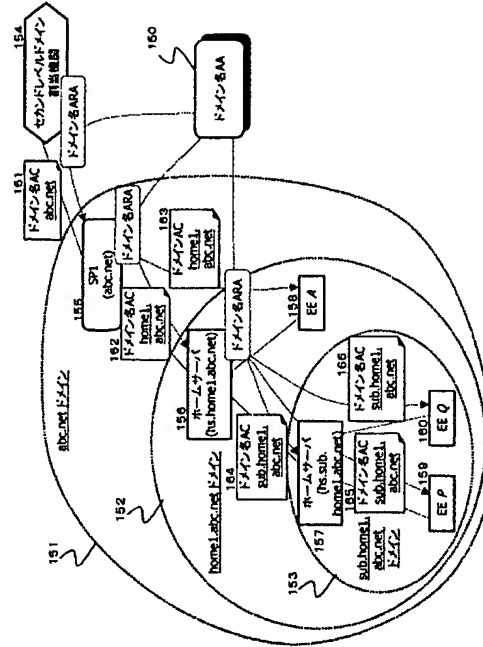 154
セカンドレベルドメイン
割当機関
ドメイン名ARA
150
ドメイン名AA
161
ドメイン名AC
abc.net
151
abc.net ドメイン
155
SP1
(abc.net)
ドメイン名ARA
162
ドメイン名AC
home1.
abc.net
163
ドメインAC
home1.
abc.net
152
home1.abc.net ドメイン
156
ホームサーバ
(hs.home1.abc.net)
ドメイン名ARA
158
EE A
164
ドメイン名AC
sub.home1.
abc.net
153
sub.home1.
abc.net
ドメイン
157
ホームサーバ
(hs.sub.
home1.abc.net)
165
ドメイン名AC
sub.home1.
abc.net
166
ドメイン名AC
sub.home1.
abc.net
159
EE P
160
EE Q